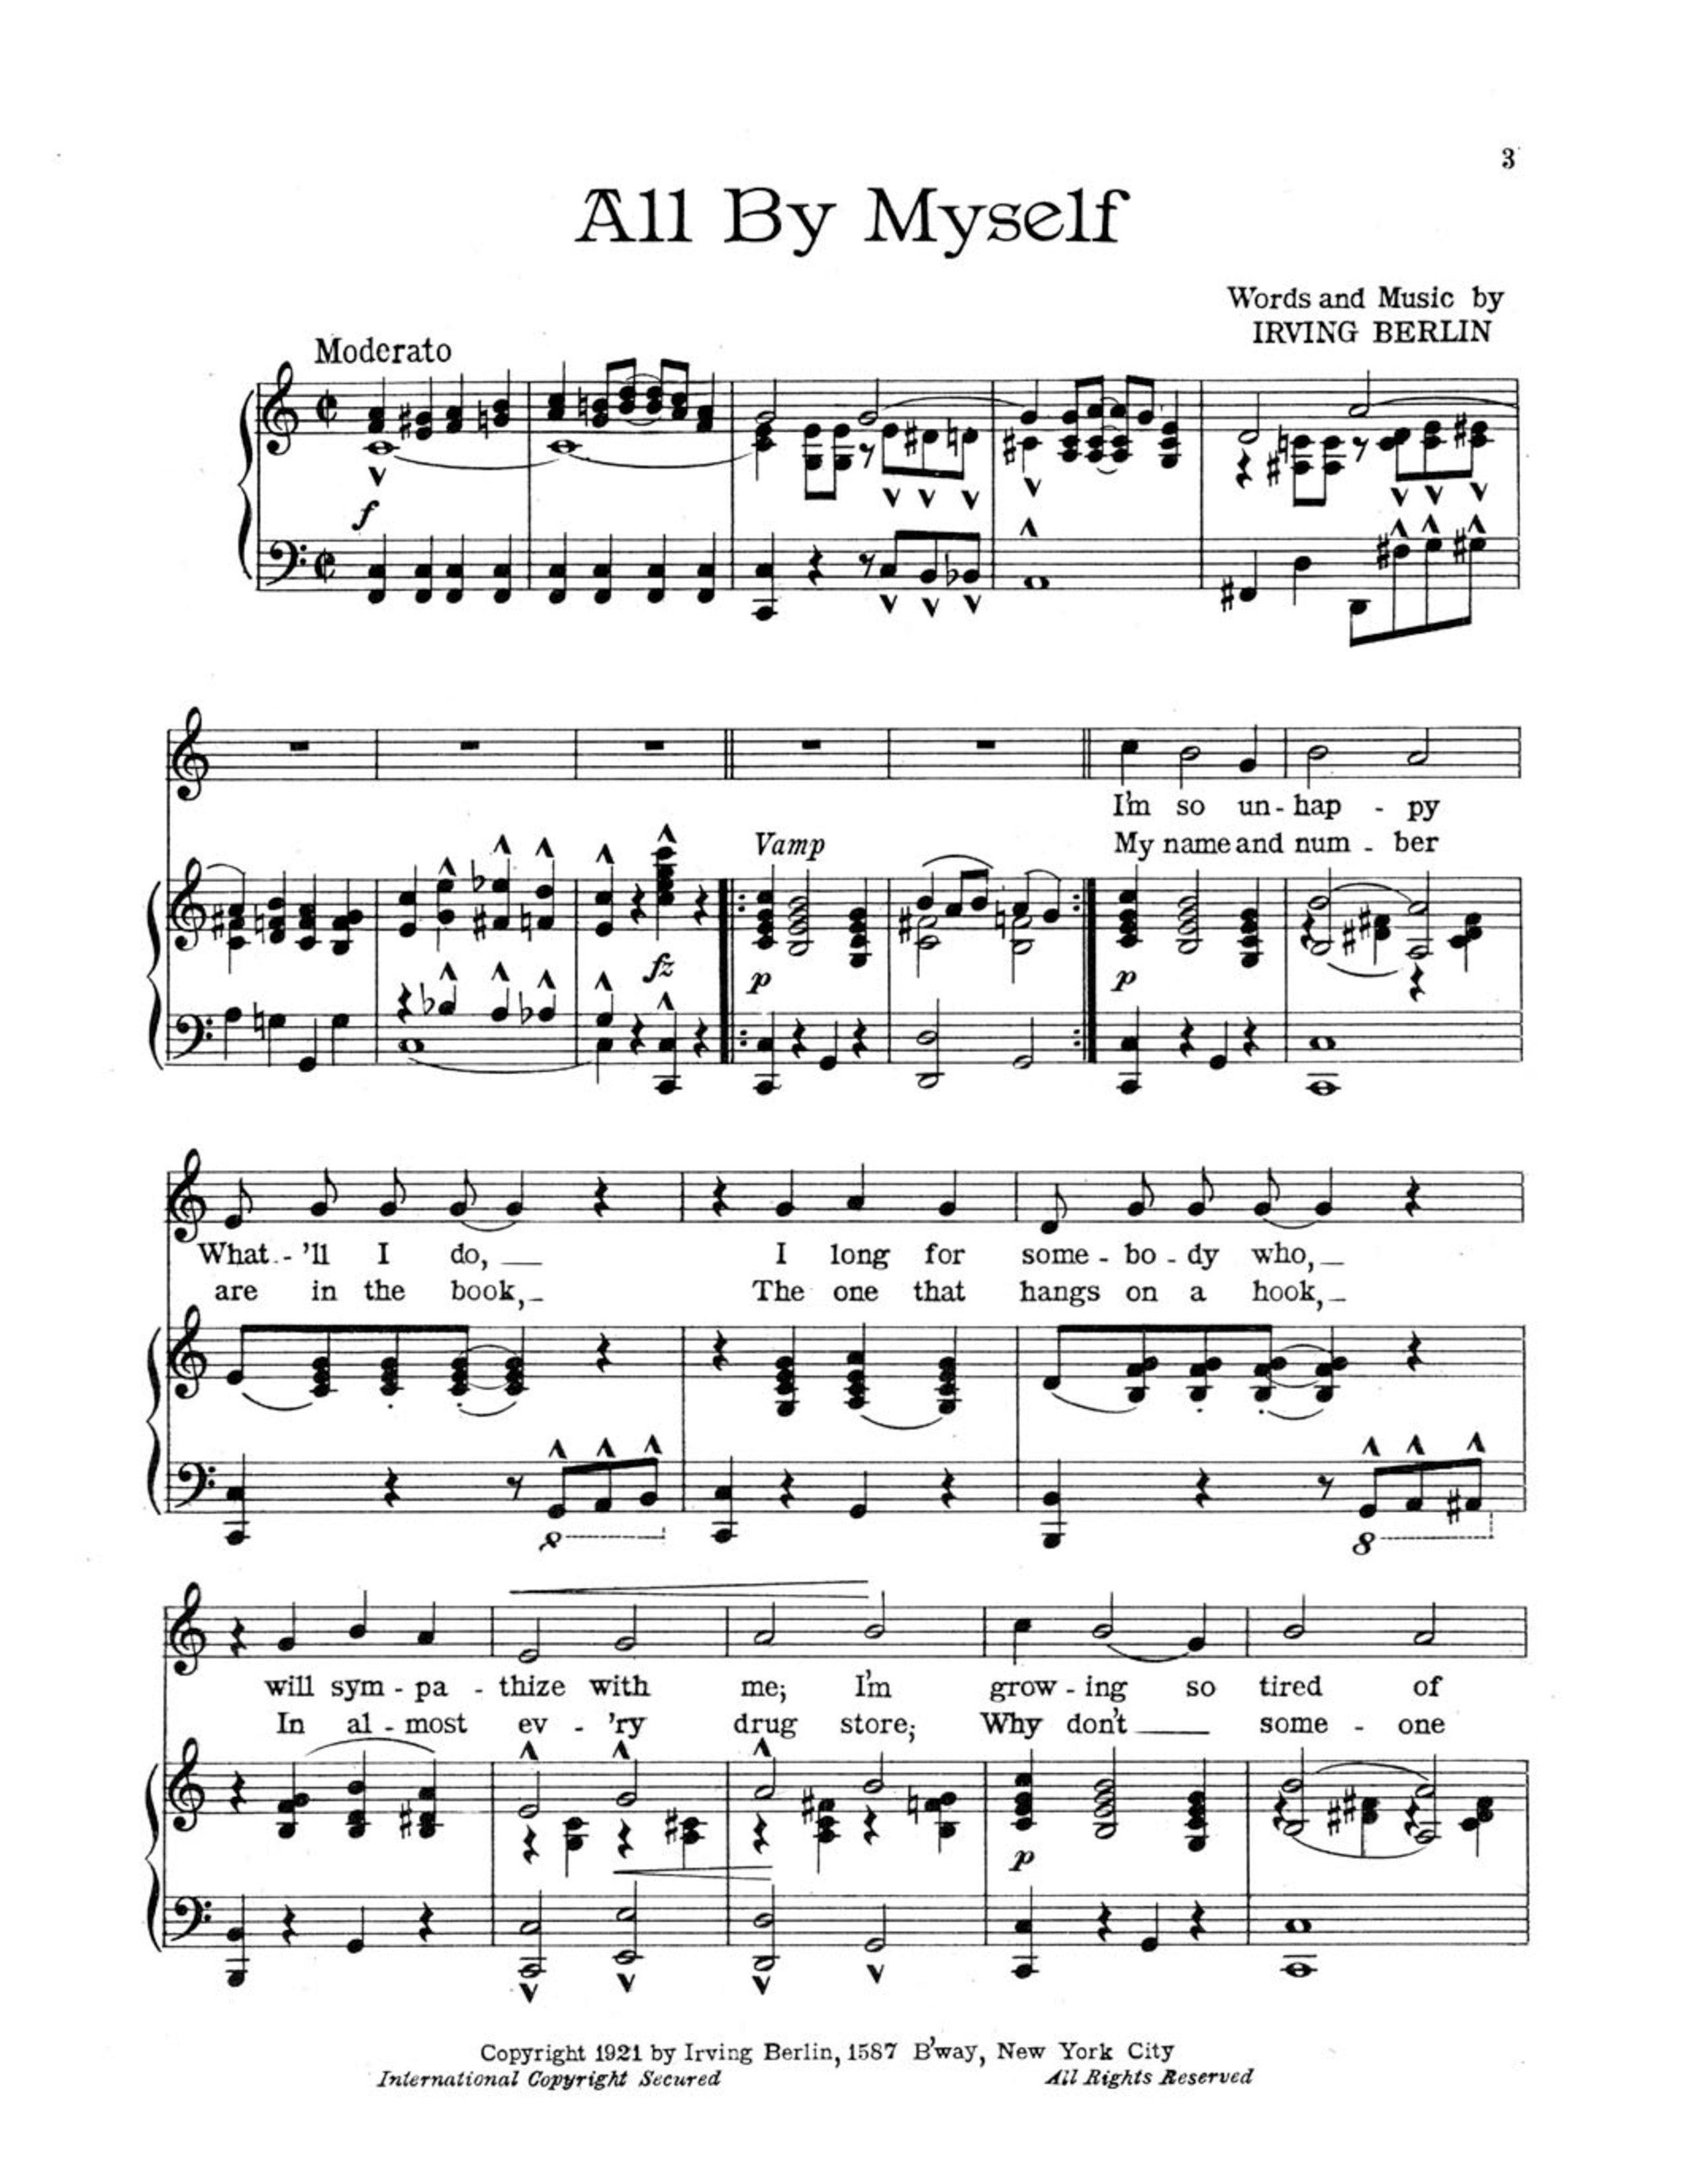 3
All By Myself
Words and Music by
IRVING BERLIN
Moderato
f
I'm so un - hap - py
My name and num - ber
Vamp
fz
p p
What - 'll I do, I long for some - bo - dy who,
are in the book, The one that hangs on a hook,
8 8
will sym - pa - thize with me; I'm grow - ing so tired of
In al - most ev - 'ry drug store; Why don't some - one
p
Copyright 1921 by Irving Berlin, 1587 B'way, New York City
International Copyright Secured All Rights Reserved